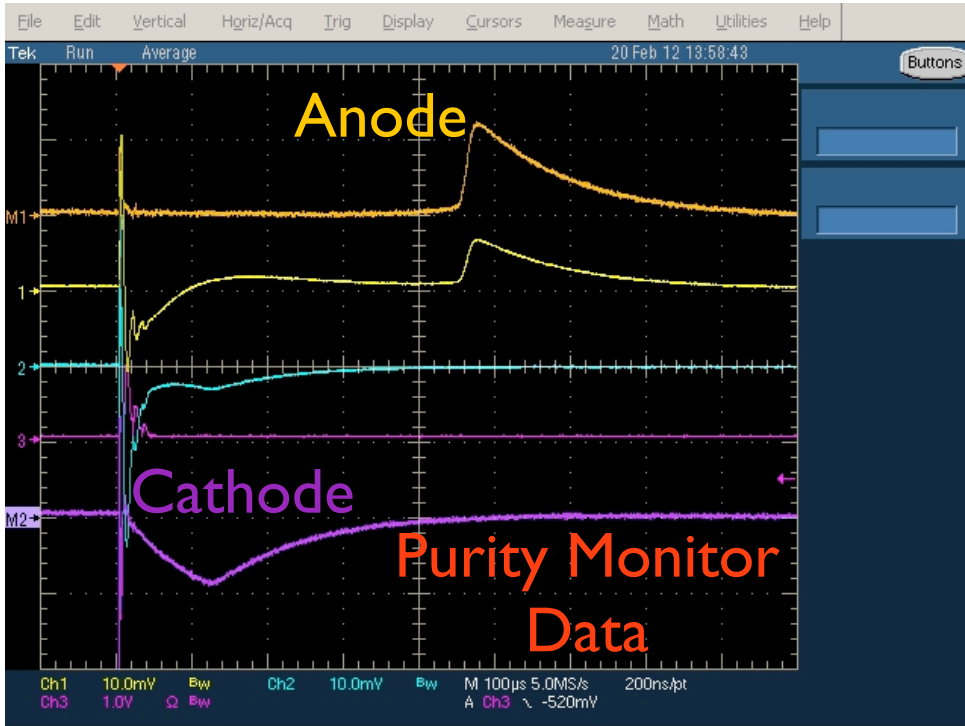 File Edit Vertical Horiz/Acq Trig Display Cursors Measure Math Utilities Help
Tek Run Average 20 Feb 12 13:58:43
Buttons
Anode
M1
1
2
3
Cathode
M2
Purity Monitor
Data
Ch1 10.0mV Bw Ch2 10.0mV Bw M 100µs 5.0MS/s 200ns/pt
Ch3 1.0V Ω Bw A Ch3 ∖ -520mV